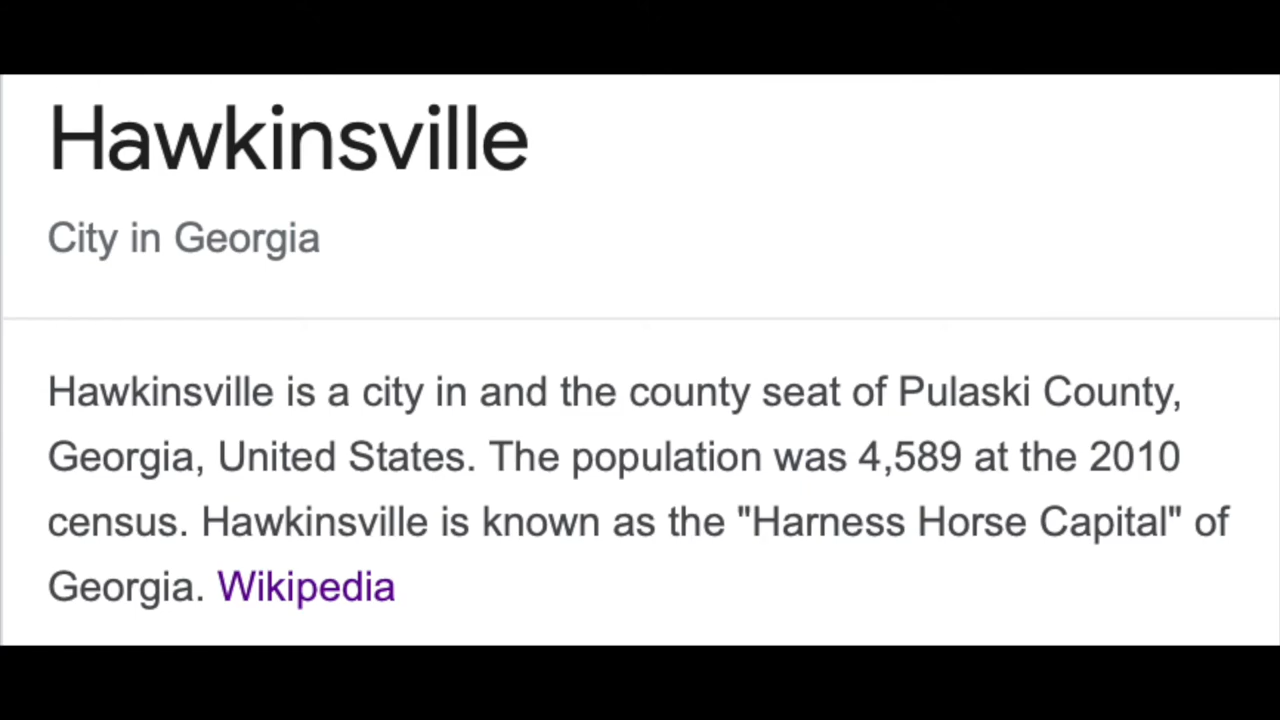 Hawkinsville
City in Georgia
Hawkinsville is a city in and the county seat of Pulaski County,
Georgia, United States. The population was 4,589 at the 2010
census. Hawkinsville is known as the "Harness Horse Capital" of
Georgia. Wikipedia